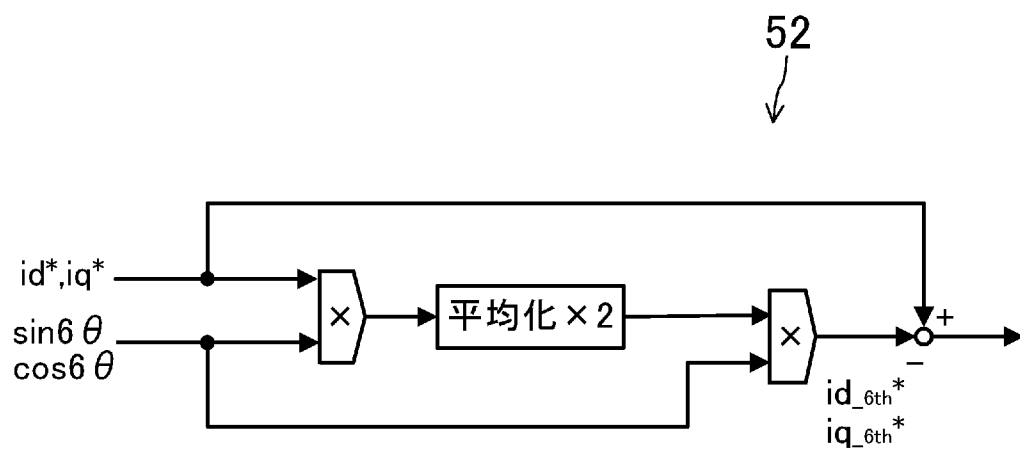 52
id*,iq*
sin6θ
cos6θ
×
平均化×2
×
+
−
id_6th*
iq_6th*